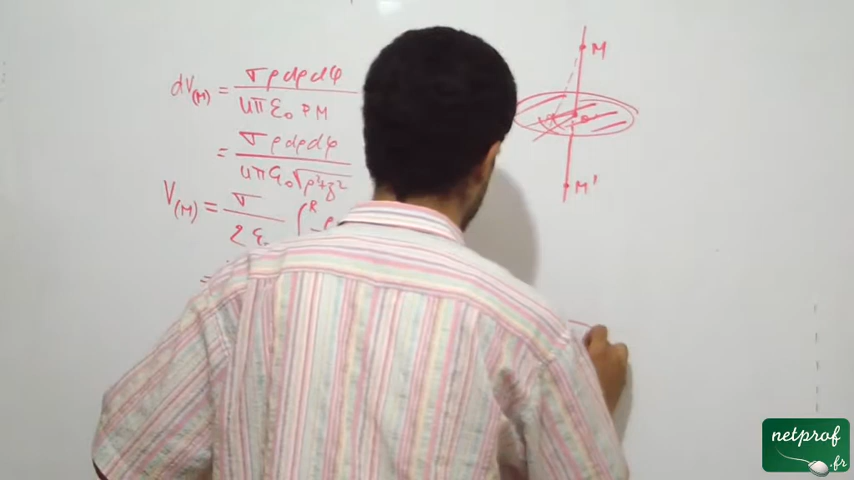 dV(M) = σ ρ dρ dφ / 4π ε₀ PM
= σ ρ dρ dφ / 4π ε₀ √ρ²+z²
V(M) = σ / 2 ε₀ ∫ R ρ
=
M
M'
netprof
.fr